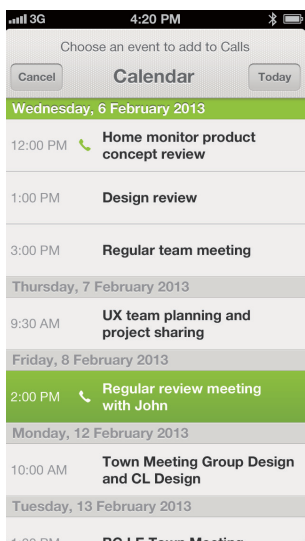 3G 4:20 PM
Choose an event to add to Calls
Cancel Calendar Today
Wednesday, 6 February 2013
12:00 PM Home monitor product
concept review
1:00 PM Design review
3:00 PM Regular team meeting
Thursday, 7 February 2013
9:30 AM UX team planning and
project sharing
Friday, 8 February 2013
2:00 PM Regular review meeting
with John
Monday, 12 February 2013
10:00 AM Town Meeting Group Design
and CL Design
Tuesday, 13 February 2013